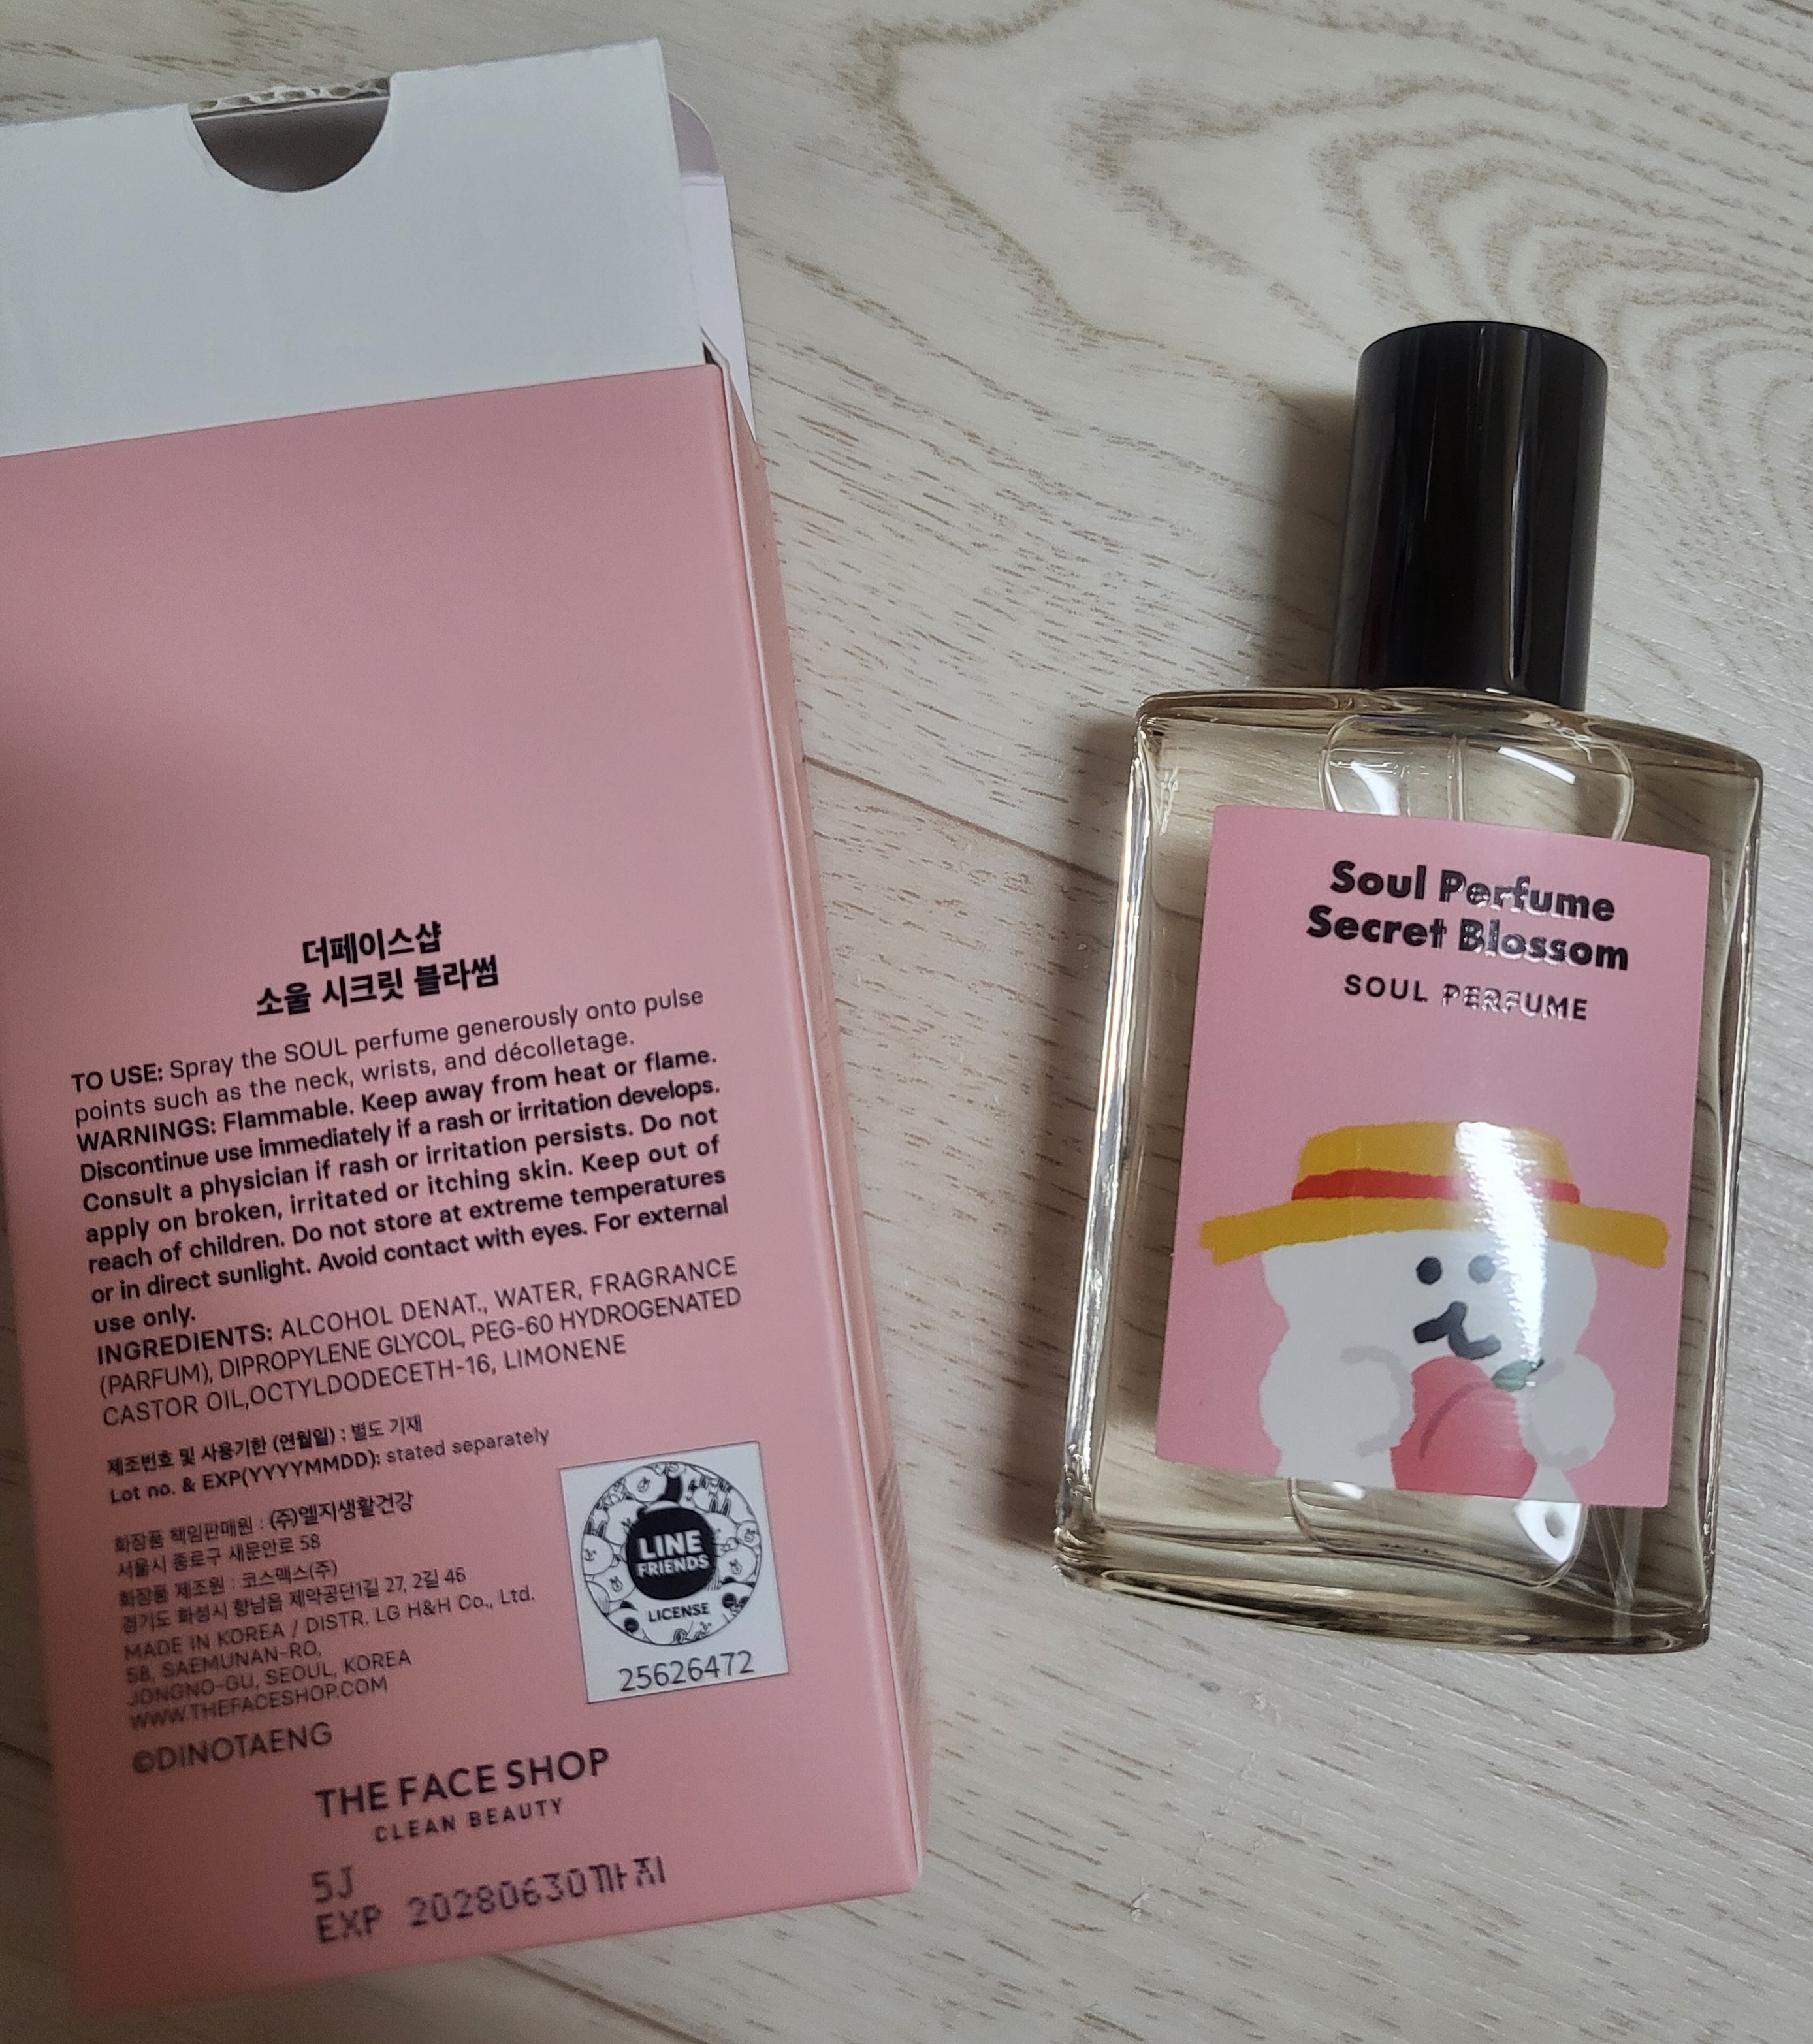 더페이스샵
소울 시크릿 블라썸
TO USE: Spray the SOUL perfume generously onto pulse
points such as the neck, wrists, and décolletage.
WARNINGS: Flammable. Keep away from heat or flame.
Discontinue use immediately if a rash or irritation develops.
Consult a physician if rash or irritation persists. Do not
apply on broken, irritated or itching skin. Keep out of
reach of children. Do not store at extreme temperatures
or in direct sunlight. Avoid contact with eyes. For external
use only.
INGREDIENTS: ALCOHOL DENAT., WATER, FRAGRANCE
(PARFUM), DIPROPYLENE GLYCOL, PEG-60 HYDROGENATED
CASTOR OIL,OCTYLDODECETH-16, LIMONENE
제조번호 및 사용기한 (연월일) : 별도 기재
Lot no. & EXP(YYYYMMDD): stated separately
화장품 책임판매원 : (주)엘지생활건강
서울시 종로구 새문안로 58
화장품 제조원 : 코스맥스(주)
경기도 화성시 향남읍 제약공단1길 27, 2길 46
MADE IN KOREA / DISTR. LG H&H Co., Ltd.
58, SAEMUNAN-RO,
JONGNO-GU, SEOUL, KOREA
WWW.THEFACESHOP.COM
©DINOTAENG
LINE
FRIENDS
LICENSE
25626472
THE FACE SHOP
CLEAN BEAUTY
5J
EXP 20280630까지
Soul Perfume
Secret Blossom
SOUL PERFUME